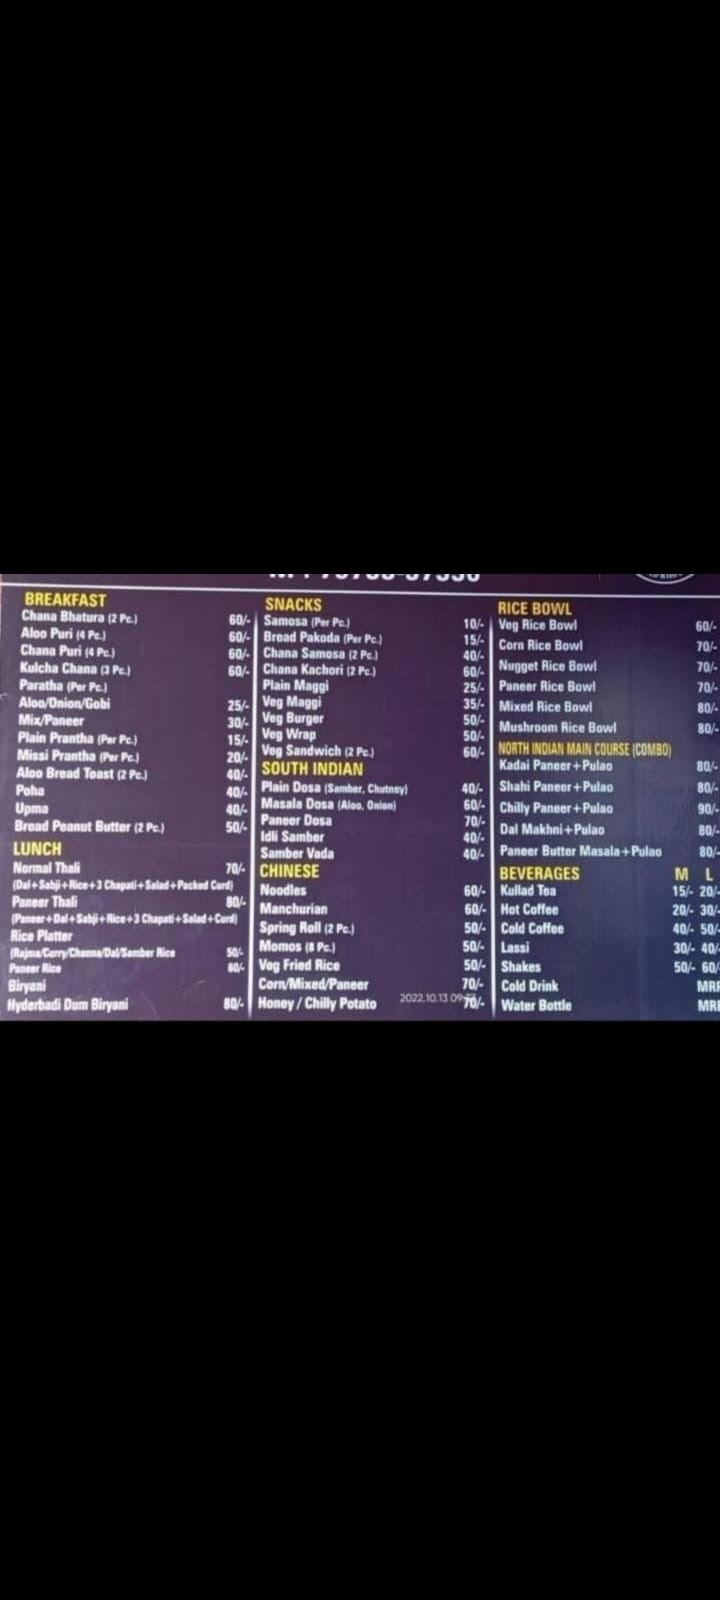 BREAKFAST
Chana Bhatura (2 Pc.) 60/-
Aloo Puri (4 Pc.) 60/-
Chana Puri (4 Pc.) 60/-
Kulcha Chana (3 Pc.) 60/-
Paratha (Per Pc.)
Aloo/Onion/Gobi 25/-
Mix/Paneer 30/-
Plain Prantha (Per Pc.) 15/-
Missi Prantha (Per Pc.) 20/-
Aloo Bread Toast (2 Pc.) 40/-
Poha 40/-
Upma 40/-
Bread Peanut Butter (2 Pc.) 50/-
LUNCH
Normal Thali 70/-
(Dal+Sabji+Rice+3 Chapati+Salad+Packed Curd)
Paneer Thali 80/-
(Paneer+Dal+Sabji+Rice+3 Chapati+Salad+Curd)
Rice Platter
(Rajma/Curry/Channa/Dal/Samber Rice 50/-
Paneer Rice 60/-
Biryani
Hyderbadi Dum Biryani 80/-
SNACKS
Samosa (Per Pc.) 10/-
Bread Pakoda (Per Pc.) 15/-
Chana Samosa (2 Pc.) 40/-
Chana Kachori (2 Pc.) 60/-
Plain Maggi 25/-
Veg Maggi 35/-
Veg Burger 50/-
Veg Wrap 50/-
Veg Sandwich (2 Pc.) 60/-
SOUTH INDIAN
Plain Dosa (Samber, Chutney) 40/-
Masala Dosa (Aloo, Onion) 60/-
Paneer Dosa 70/-
Idli Samber 40/-
Samber Vada 40/-
CHINESE
Noodles 60/-
Manchurian 60/-
Spring Roll (2 Pc.) 50/-
Momos (8 Pc.) 50/-
Veg Fried Rice 50/-
Corn/Mixed/Paneer 70/-
Honey / Chilly Potato 70/-
2022.10.13
RICE BOWL
Veg Rice Bowl 60/-
Corn Rice Bowl 70/-
Nugget Rice Bowl 70/-
Paneer Rice Bowl 70/-
Mixed Rice Bowl 80/-
Mushroom Rice Bowl 80/-
NORTH INDIAN MAIN COURSE (COMBO)
Kadai Paneer+Pulao 80/-
Shahi Paneer+Pulao 80/-
Chilly Paneer+Pulao 90/-
Dal Makhni+Pulao 80/-
Paneer Butter Masala+Pulao 80/-
BEVERAGES M L
Kullad Tea 15/- 20/-
Hot Coffee 20/- 30/-
Cold Coffee 40/- 50/-
Lassi 30/- 40/-
Shakes 50/- 60/
Cold Drink MRP
Water Bottle MRP